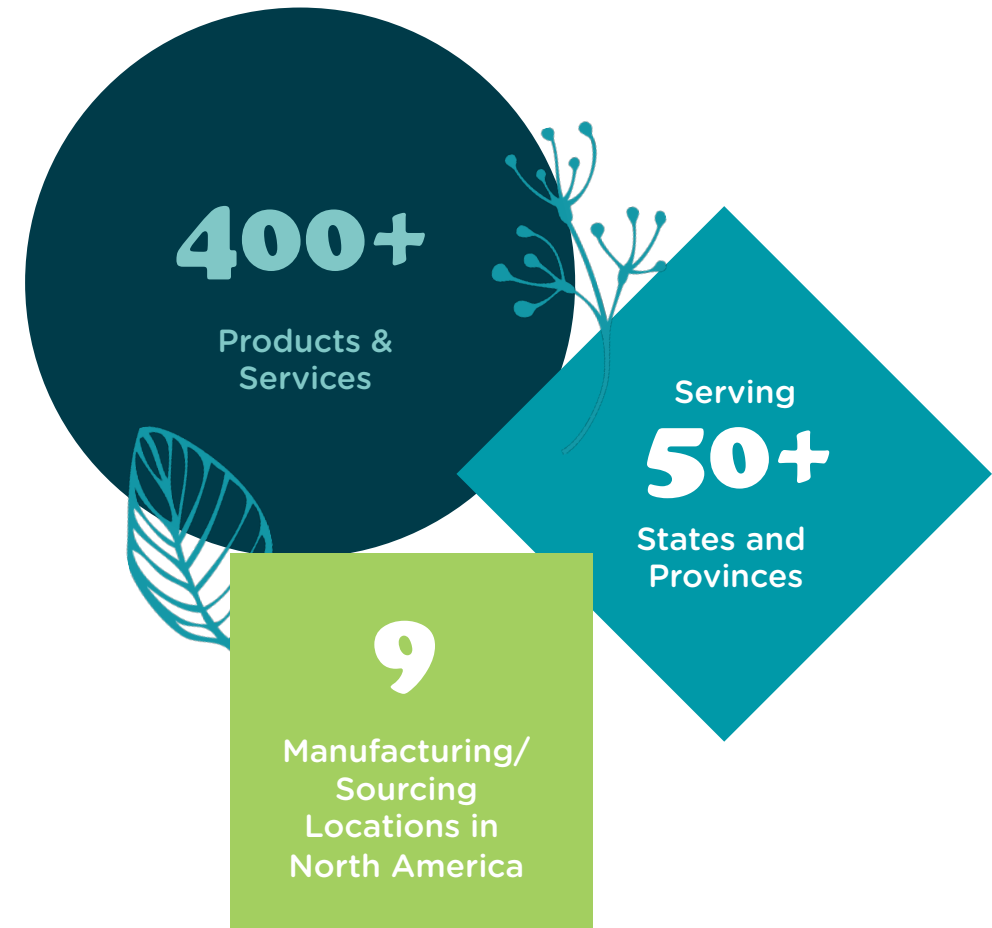 400+
Products &
Services
Serving
50+
States and
Provinces
9
Manufacturing/
Sourcing
Locations in
North America